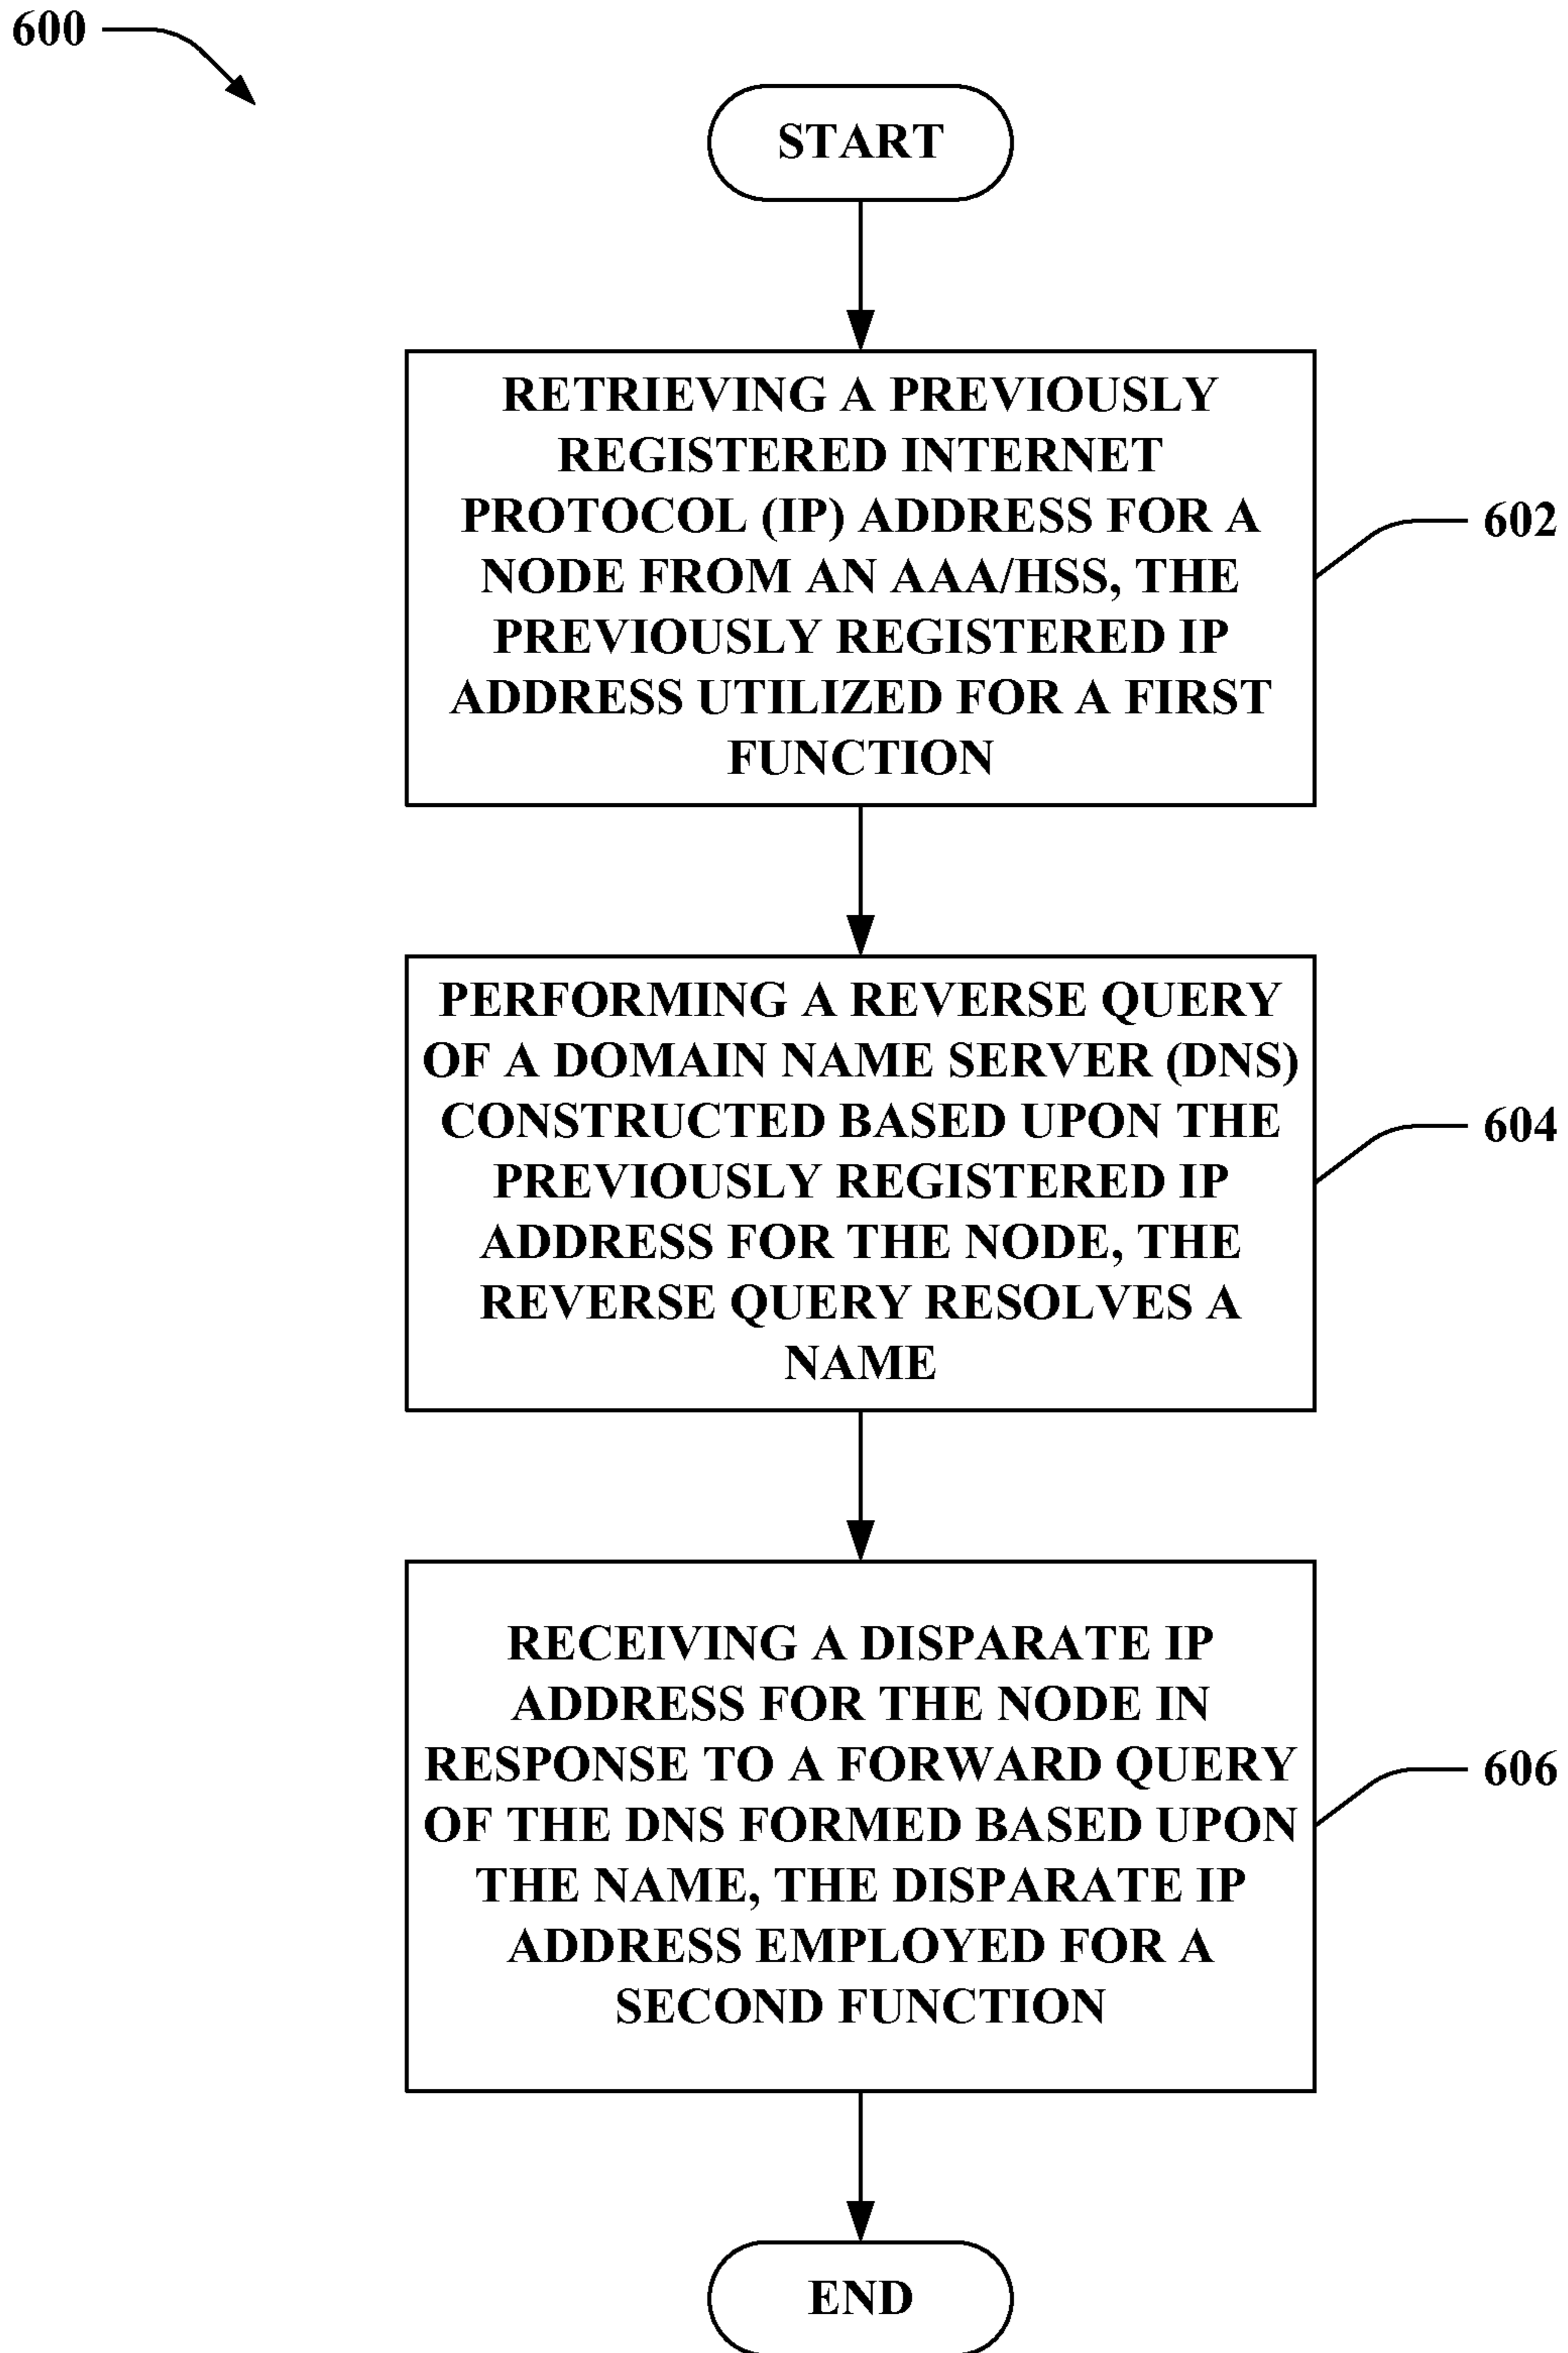 600
START
RETRIEVING A PREVIOUSLY
REGISTERED INTERNET
PROTOCOL (IP) ADDRESS FOR A
NODE FROM AN AAA/HSS, THE
PREVIOUSLY REGISTERED IP
ADDRESS UTILIZED FOR A FIRST
FUNCTION
602
PERFORMING A REVERSE QUERY
OF A DOMAIN NAME SERVER (DNS)
CONSTRUCTED BASED UPON THE
PREVIOUSLY REGISTERED IP
ADDRESS FOR THE NODE, THE
REVERSE QUERY RESOLVES A
NAME
604
RECEIVING A DISPARATE IP
ADDRESS FOR THE NODE IN
RESPONSE TO A FORWARD QUERY
OF THE DNS FORMED BASED UPON
THE NAME, THE DISPARATE IP
ADDRESS EMPLOYED FOR A
SECOND FUNCTION
606
END